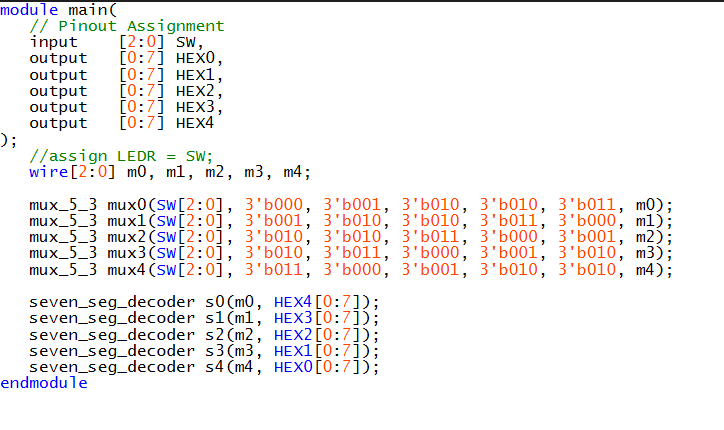 module main(
// Pinout Assignment
input [2:0] SW,
output [0:7] HEX0,
output [0:7] HEX1,
output [0:7] HEX2,
output [0:7] HEX3,
output [0:7] HEX4
);
//assign LEDR = SW;
wire[2:0] m0, m1, m2, m3, m4;
mux_5_3 mux0(SW[2:0], 3'b000, 3'b001, 3'b010, 3'b010, 3'b011, m0);
mux_5_3 mux1(SW[2:0], 3'b001, 3'b010, 3'b010, 3'b011, 3'b000, m1);
mux_5_3 mux2(SW[2:0], 3'b010, 3'b010, 3'b011, 3'b000, 3'b001, m2);
mux_5_3 mux3(SW[2:0], 3'b010, 3'b011, 3'b000, 3'b001, 3'b010, m3);
mux_5_3 mux4(SW[2:0], 3'b011, 3'b000, 3'b001, 3'b010, 3'b010, m4);
seven_seg_decoder s0(m0, HEX4[0:7]);
seven_seg_decoder s1(m1, HEX3[0:7]);
seven_seg_decoder s2(m2, HEX2[0:7]);
seven_seg_decoder s3(m3, HEX1[0:7]);
seven_seg_decoder s4(m4, HEX0[0:7]);
endmodule